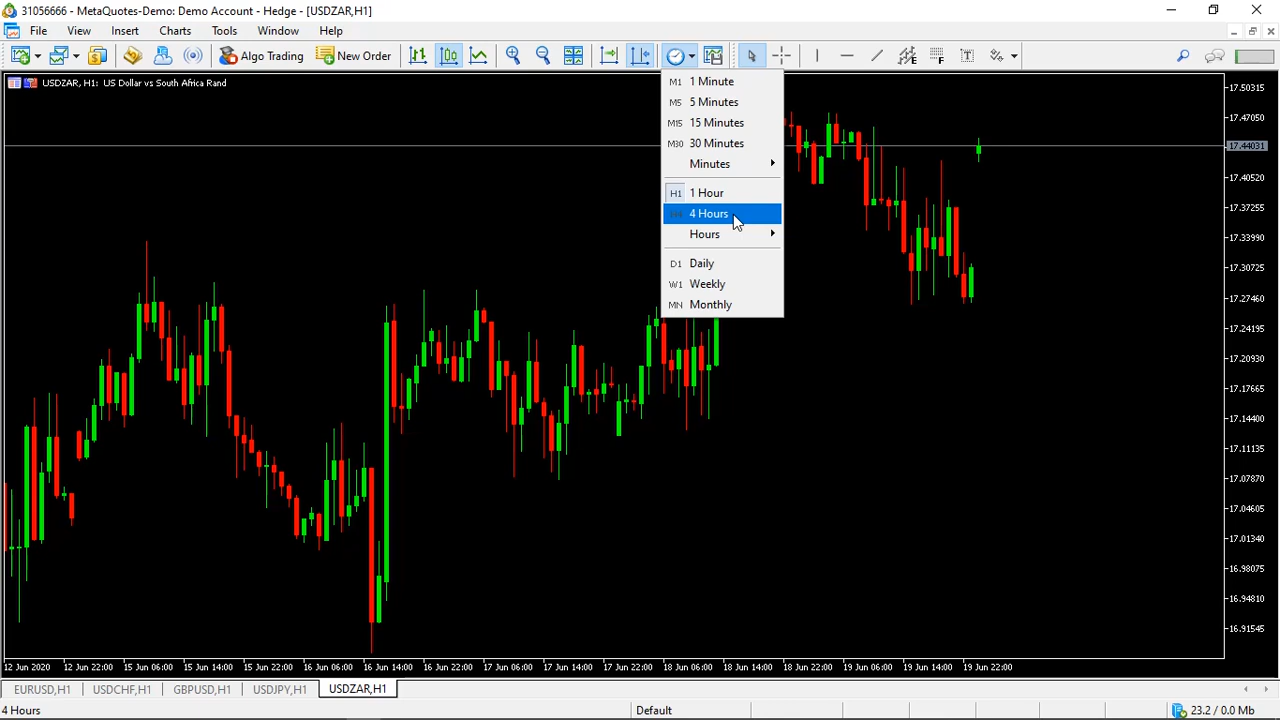 31056666 - MetaQuotes-Demo: Demo Account - Hedge - [USDZAR,H1]
File View Insert Charts Tools Window Help
Algo Trading New Order
USDZAR, H1: US Dollar vs South Africa Rand
M1 1 Minute
M5 5 Minutes
M15 15 Minutes
M30 30 Minutes
Minutes
H1 1 Hour
H4 4 Hours
Hours
D1 Daily
W1 Weekly
MN Monthly
17.50315
17.47050
17.44031
17.40520
17.37255
17.33990
17.30725
17.27460
17.24195
17.20930
17.17665
17.14400
17.11135
17.07870
17.04605
17.01340
16.98075
16.94810
16.91545
12 Jun 2020 12 Jun 22:00 15 Jun 06:00 15 Jun 14:00 15 Jun 22:00 16 Jun 06:00 16 Jun 14:00 16 Jun 22:00 17 Jun 06:00 17 Jun 14:00 17 Jun 22:00 18 Jun 06:00 18 Jun 14:00 18 Jun 22:00 19 Jun 06:00 19 Jun 14:00 19 Jun 22:00
EURUSD,H1 USDCHF,H1 GBPUSD,H1 USDJPY,H1 USDZAR,H1
4 Hours Default 23.2 / 0.0 Mb